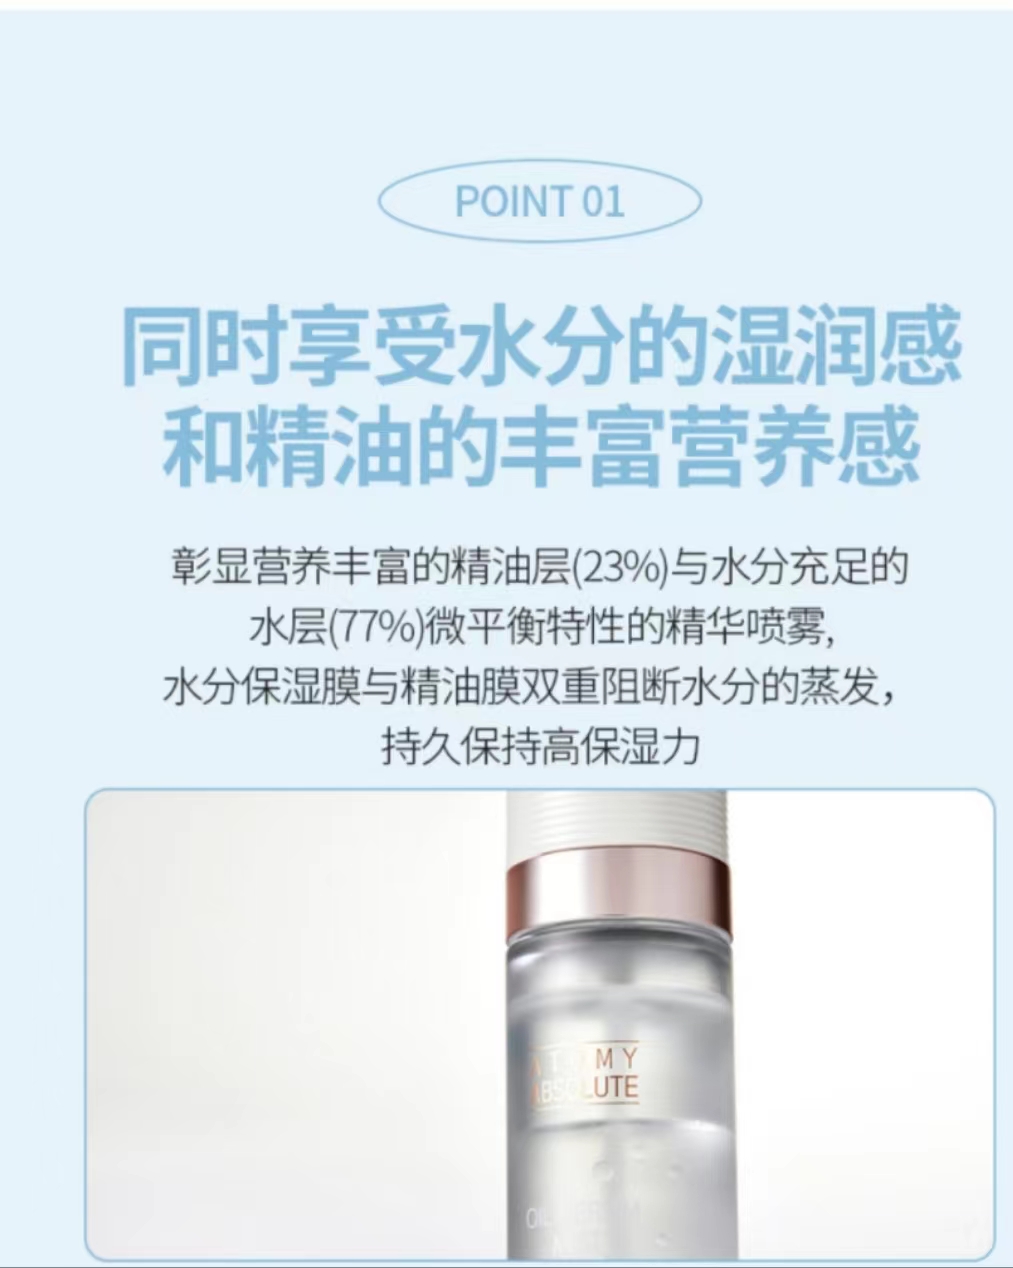 POINT 01
同时享受水分的湿润感
和精油的丰富营养感
彰显营养丰富的精油层(23%)与水分充足的
水层(77%)微平衡特性的精华喷雾,
水分保湿膜与精油膜双重阻断水分的蒸发，
持久保持高保湿力
ATOMY
ABSOLUTE